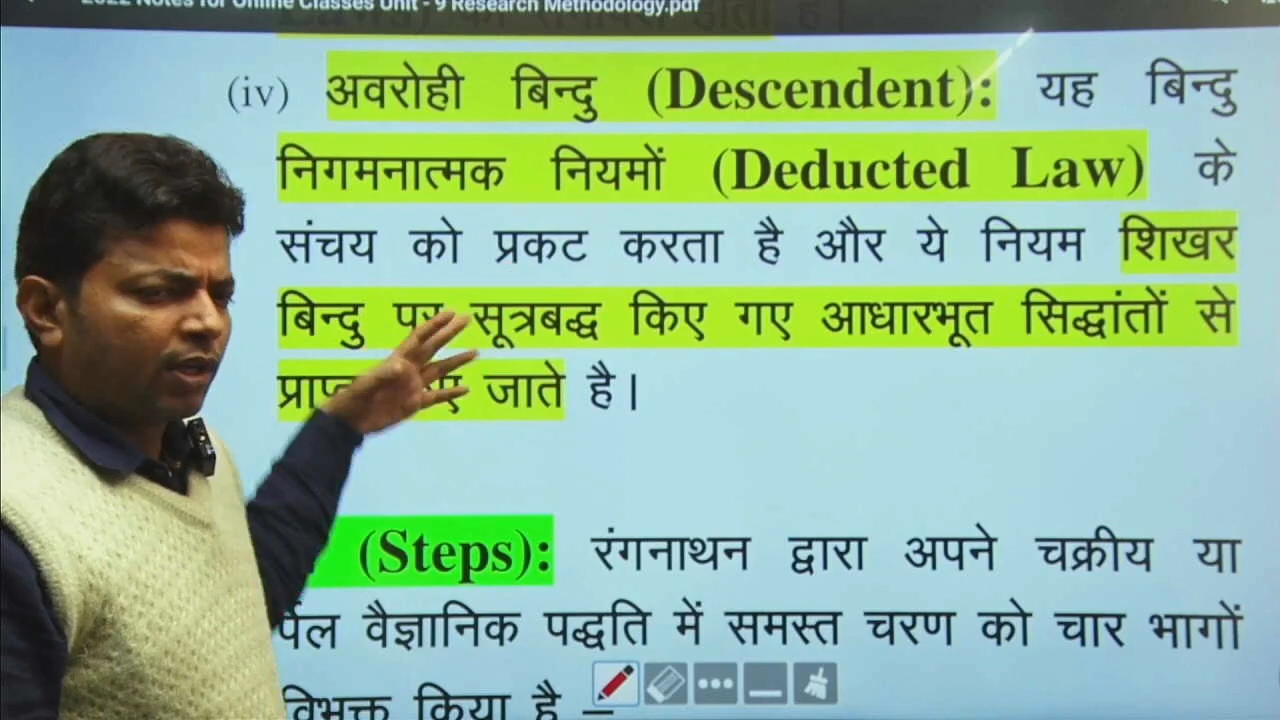 2022 Notes for Online Classes Unit - 9 Research Methodology.pdf
(iv) अवरोही बिन्दु (Descendent): यह बिन्दु
निगमनात्मक नियमों (Deducted Law) के
संचय को प्रकट करता है और ये नियम शिखर
बिन्दु पर सूत्रबद्ध किए गए आधारभूत सिद्धांतों से
जाते है।
(Steps): रंगनाथन द्वारा अपने चक्रीय या
वैज्ञानिक पद्धति में समस्त चरण को चार भागों
विभक्त किया है –